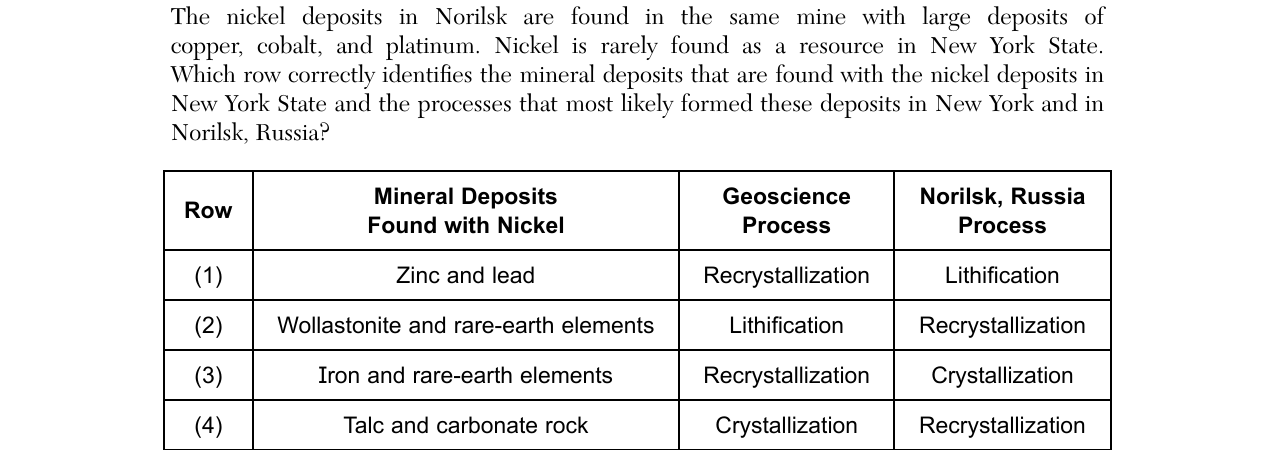 The nickel deposits in Norilsk are found in the same mine with large deposits of
copper, cobalt, and platinum. Nickel is rarely found as a resource in New York State.
Which row correctly identifies the mineral deposits that are found with the nickel deposits in
New York State and the processes that most likely formed these deposits in New York and in
Norilsk, Russia?
Row
Mineral Deposits
Found with Nickel
Geoscience
Process
Norilsk, Russia
Process
(1) Zinc and lead Recrystallization Lithification
(2) Wollastonite and rare-earth elements Lithification Recrystallization
(3) Iron and rare-earth elements Recrystallization Crystallization
(4) Talc and carbonate rock Crystallization Recrystallization